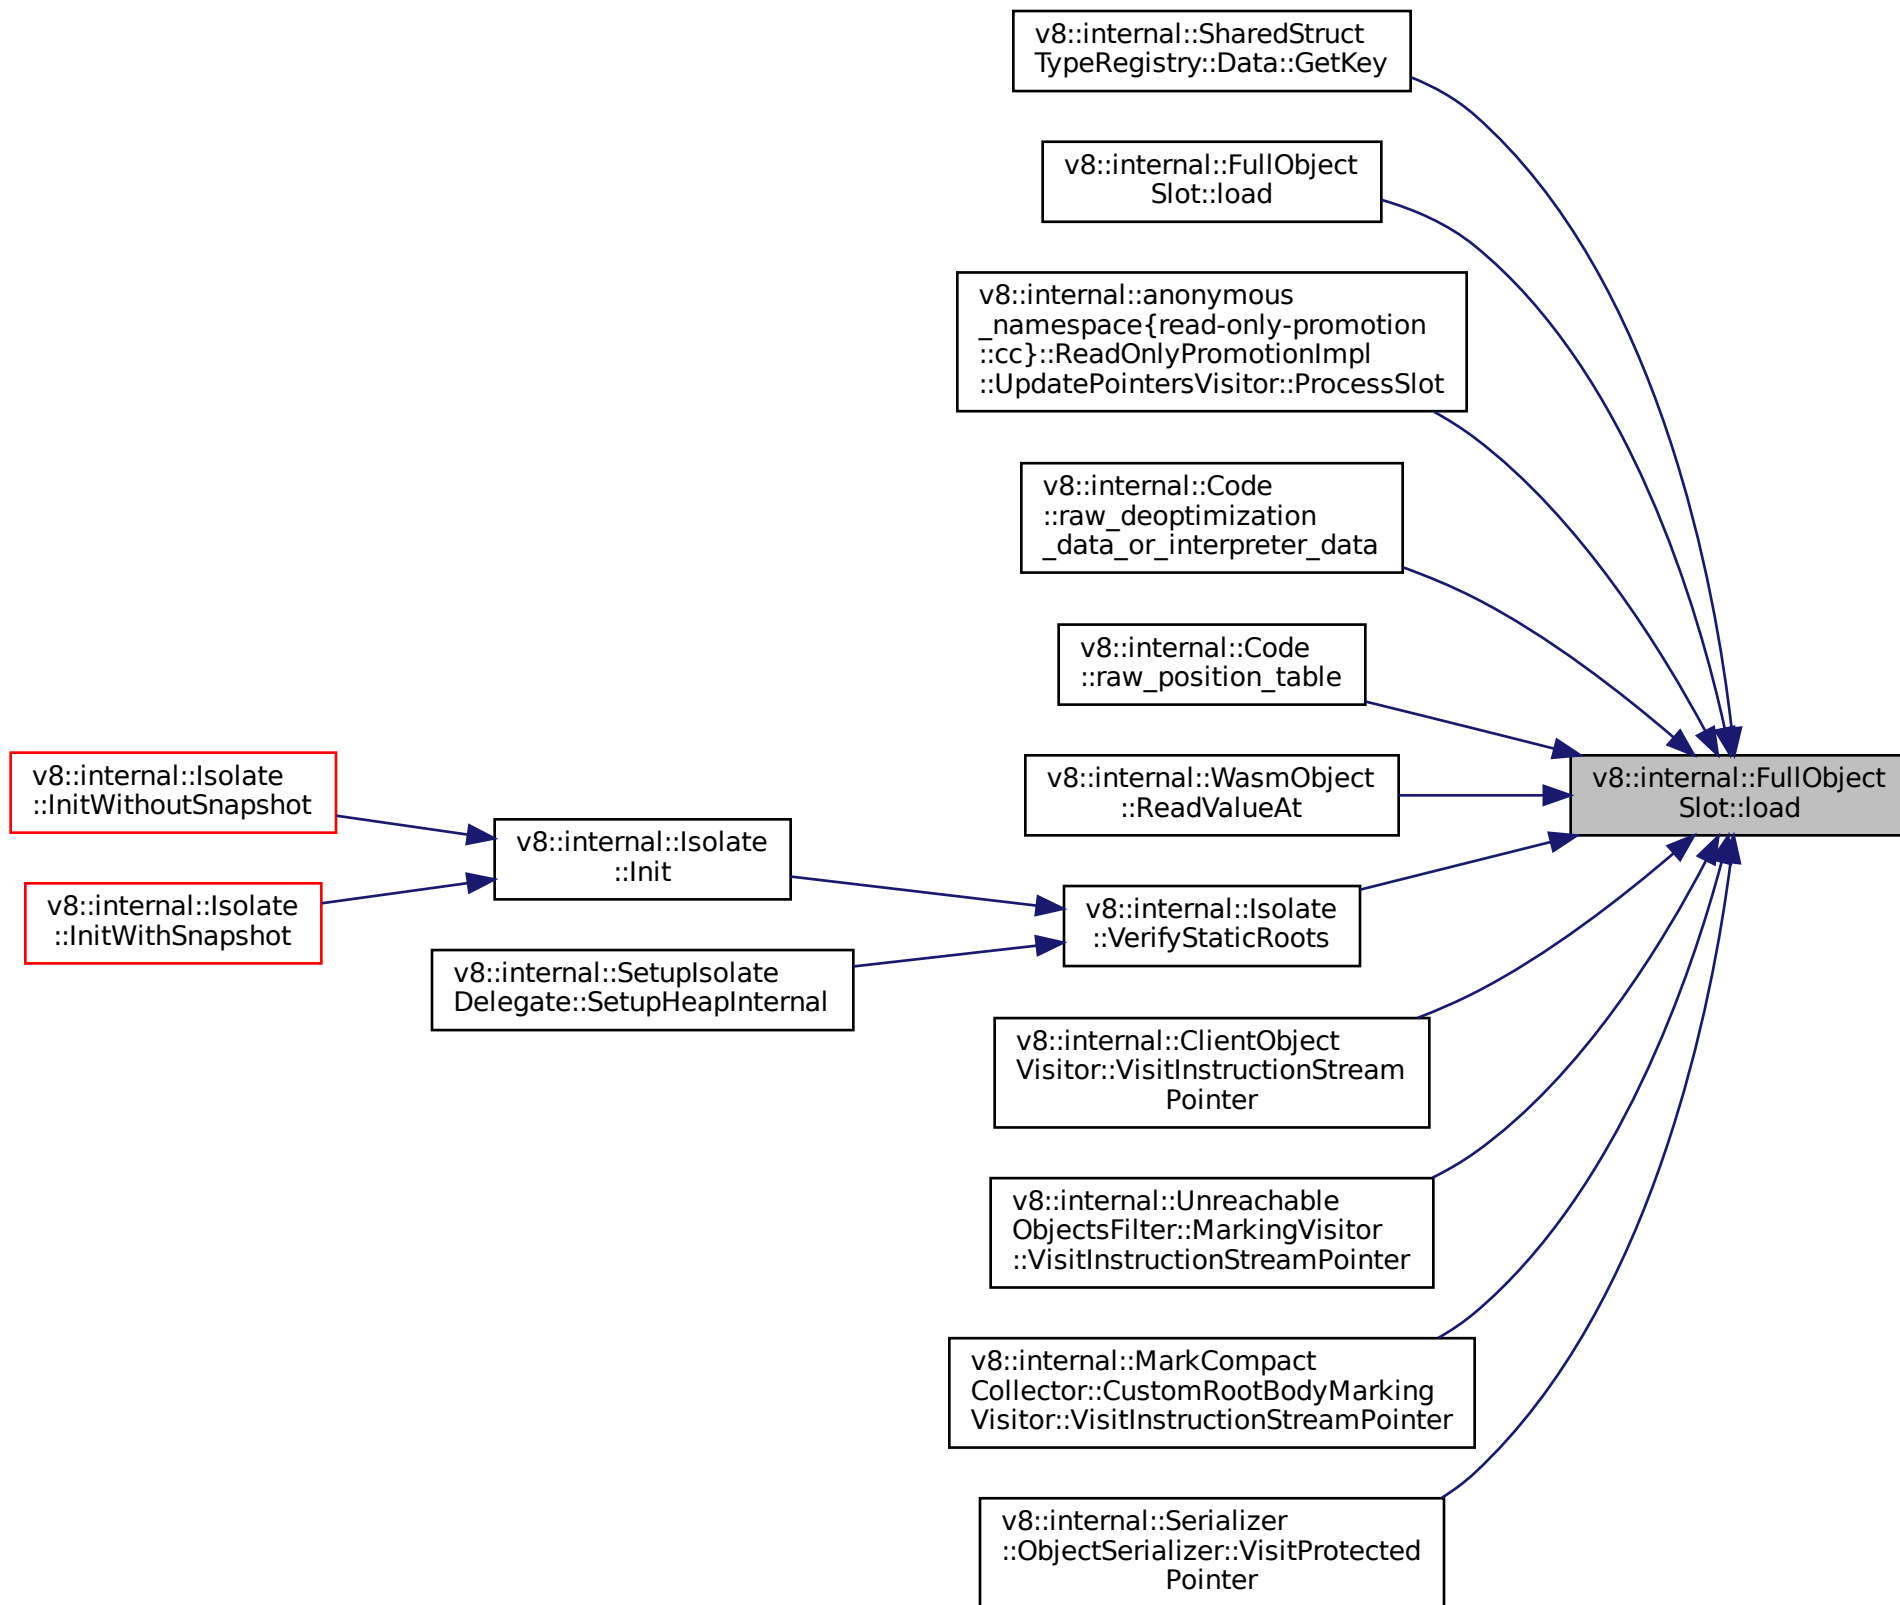 v8::internal::SharedStruct
TypeRegistry::Data::GetKey
v8::internal::FullObject
Slot::load
v8::internal::anonymous
_namespace{read-only-promotion
::cc}::ReadOnlyPromotionImpl
::UpdatePointersVisitor::ProcessSlot
v8::internal::Code
::raw_deoptimization
_data_or_interpreter_data
v8::internal::Code
::raw_position_table
v8::internal::WasmObject
::ReadValueAt
v8::internal::FullObject
Slot::load
v8::internal::Isolate
::InitWithoutSnapshot
v8::internal::Isolate
::Init
v8::internal::Isolate
::InitWithSnapshot
v8::internal::Isolate
::VerifyStaticRoots
v8::internal::SetupIsolate
Delegate::SetupHeapInternal
v8::internal::ClientObject
Visitor::VisitInstructionStream
Pointer
v8::internal::Unreachable
ObjectsFilter::MarkingVisitor
::VisitInstructionStreamPointer
v8::internal::MarkCompact
Collector::CustomRootBodyMarking
Visitor::VisitInstructionStreamPointer
v8::internal::Serializer
::ObjectSerializer::VisitProtected
Pointer